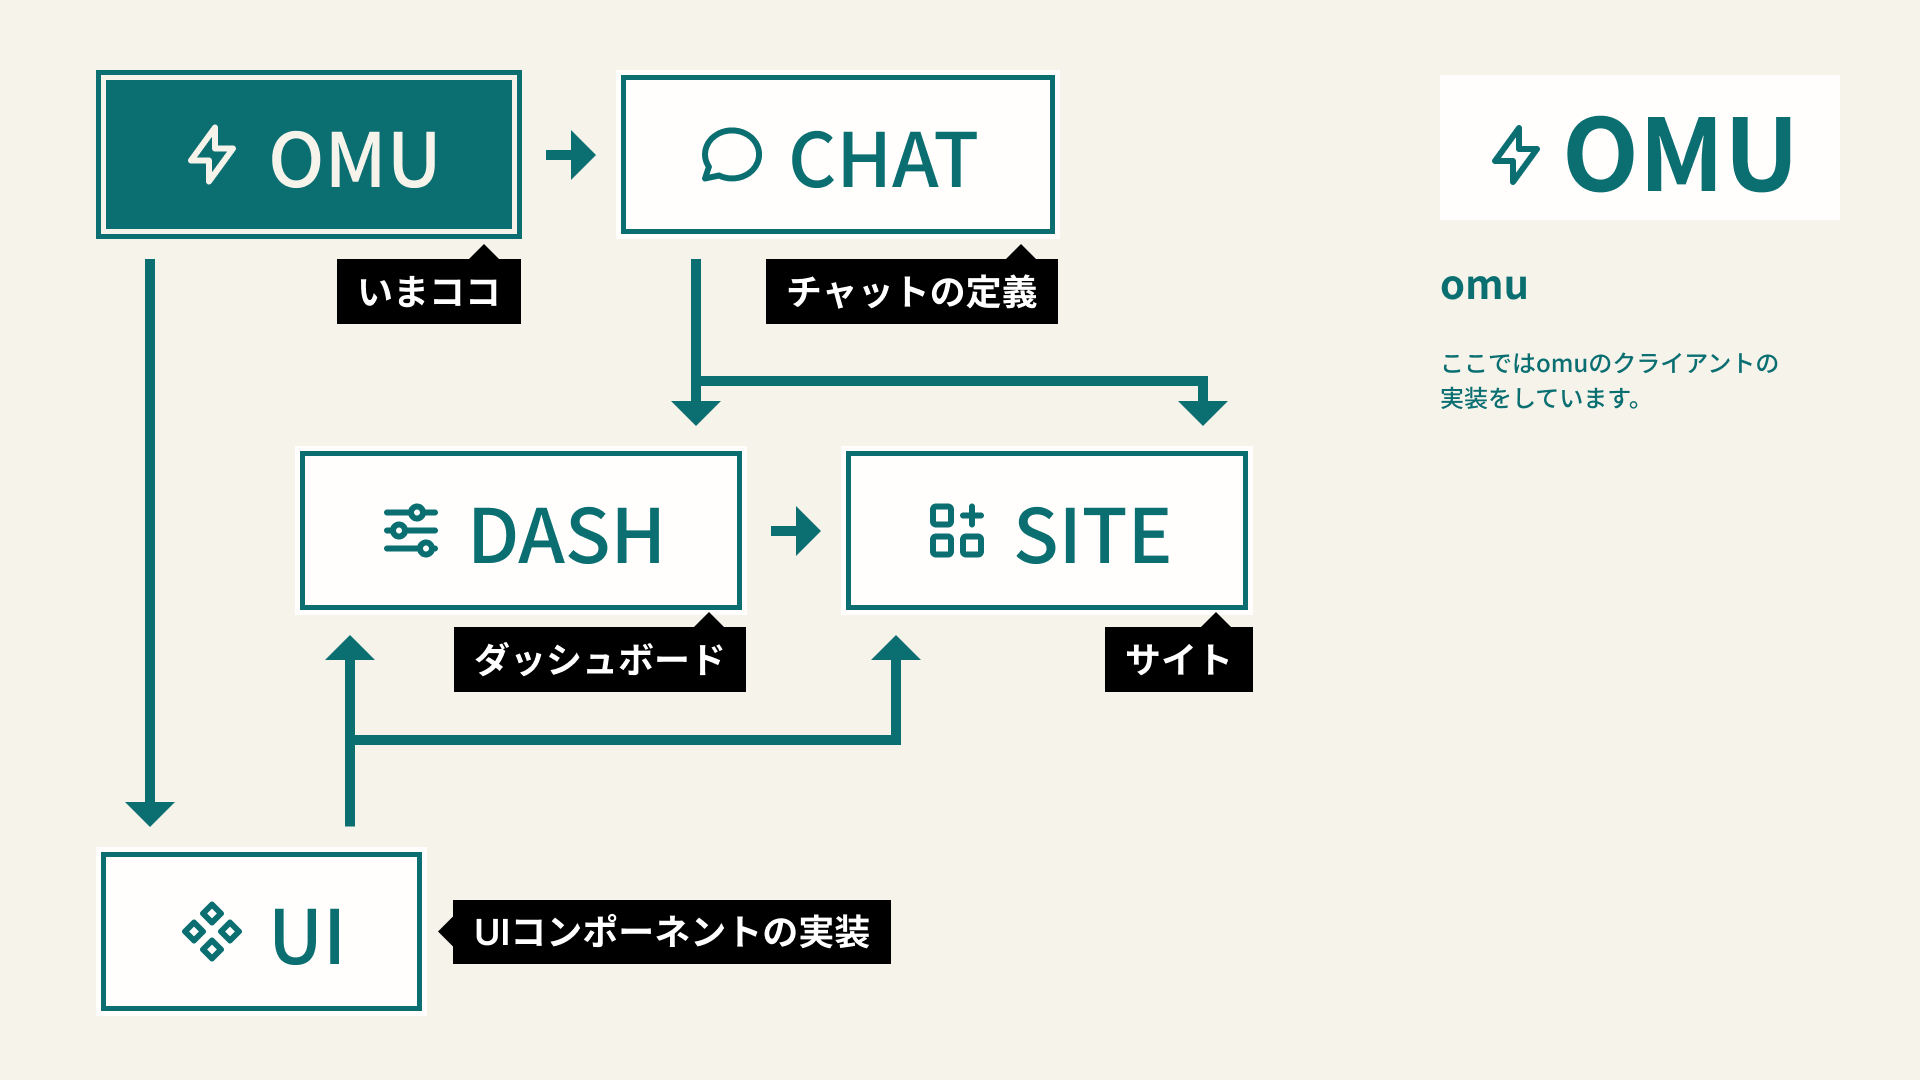 OMU
CHAT
いまココ
チャットの定義
DASH
SITE
ダッシュボード
サイト
UI
UIコンポーネントの実装
OMU
omu
ここではomuのクライアントの
実装をしています。